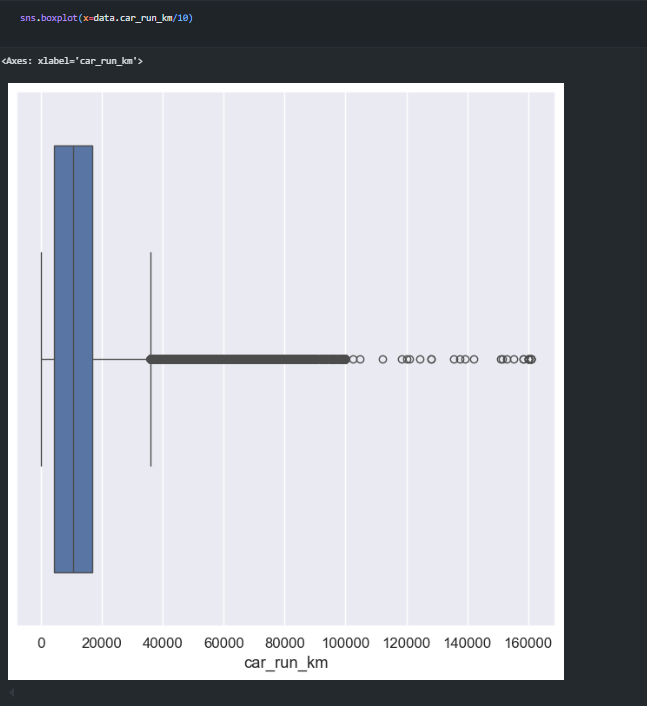 sns.boxplot(x=data.car_run_km/10)
<Axes: xlabel='car_run_km'>
0 20000 40000 60000 80000 100000 120000 140000 160000
car_run_km